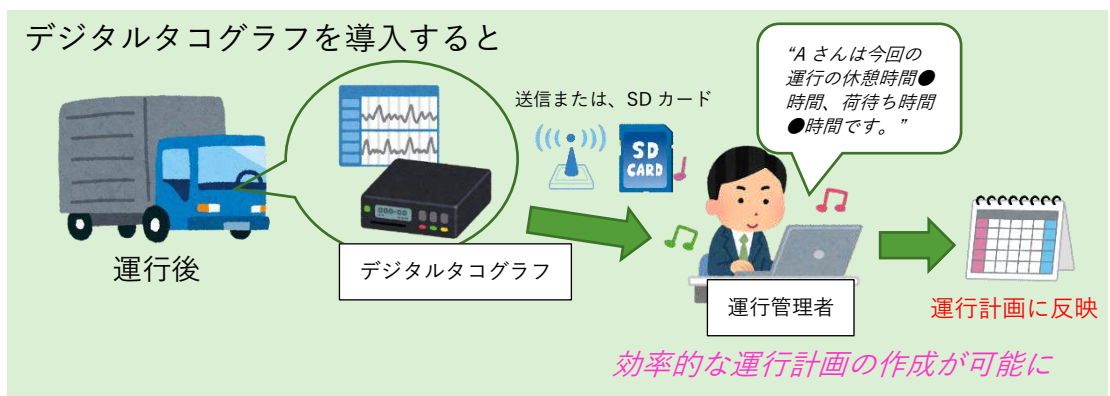 デジタルタコグラフを導入すると
“Aさんは今回の
運行の休憩時間●
時間、荷待ち時間
●時間です。”
送信または、SD カード
SD
CARD
運行後
デジタルタコグラフ
運行管理者
運行計画に反映
効率的な運行計画の作成が可能に